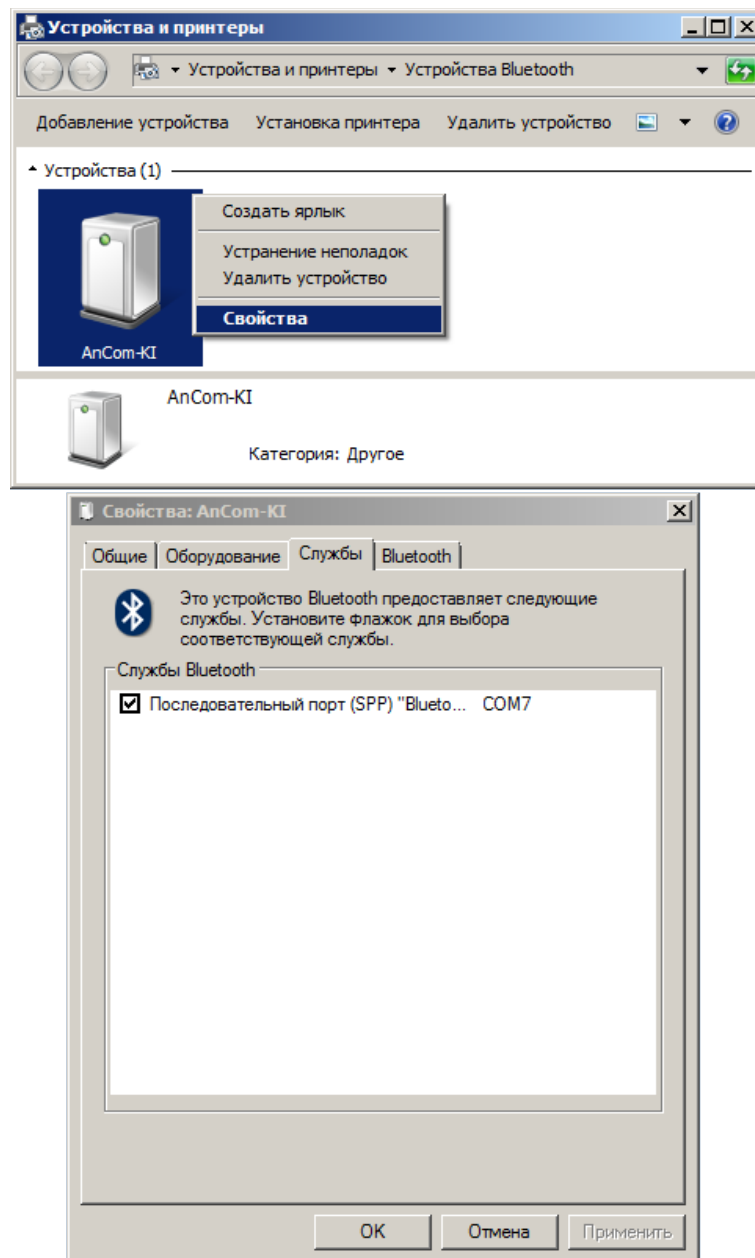 Устройства и принтеры
Устройства и принтеры Устройства Bluetooth
Добавление устройства Установка принтера Удалить устройство
Устройства (1)
Создать ярлык
Устранение неполадок
Удалить устройство
Свойства
AnCom-KI
AnCom-KI
Категория: Другое
Свойства: AnCom-KI
Общие Оборудование Службы Bluetooth
Это устройство Bluetooth предоставляет следующие
службы. Установите флажок для выбора
соответствующей службы.
Службы Bluetooth
Последовательный порт (SPP) "Blueto... COM7
OK Отмена Применить